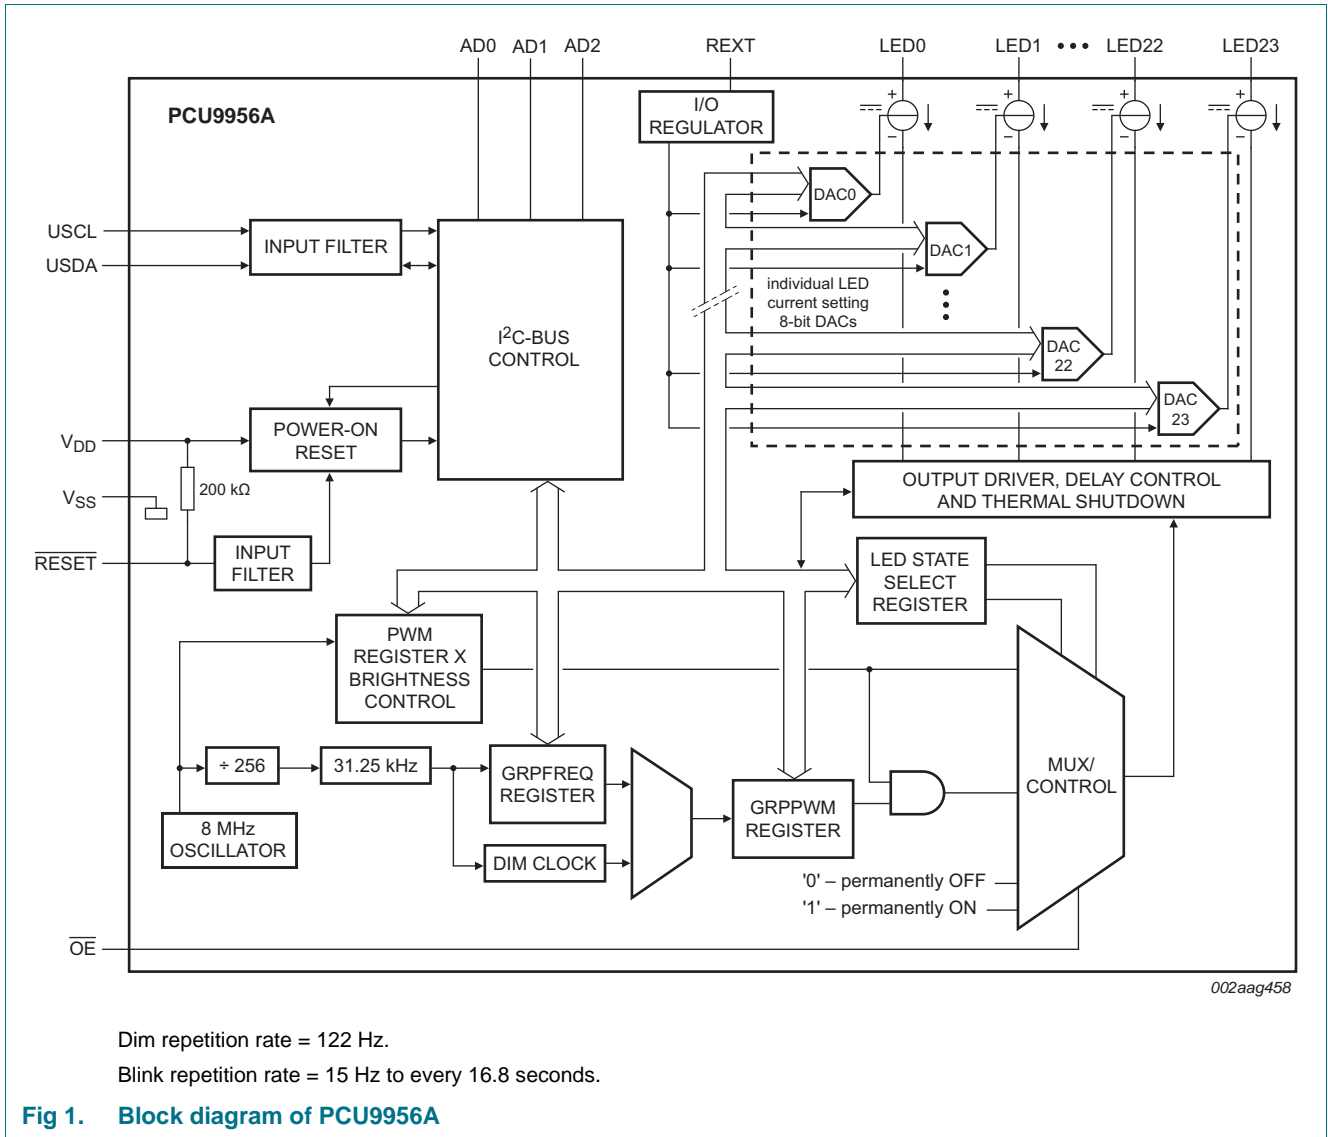 AD0 AD1 AD2 REXT LED0 LED1 ••• LED22 LED23
PCU9956A
I/O
REGULATOR
+ − + − + − + −
DAC0
USCL
USDA
INPUT FILTER
DAC1
individual LED
current setting
8-bit DACs
I2C-BUS
CONTROL
DAC
22
DAC
23
VDD
POWER-ON
RESET
200 kΩ
VSS
OUTPUT DRIVER, DELAY CONTROL
AND THERMAL SHUTDOWN
RESET
INPUT
FILTER
LED STATE
SELECT
REGISTER
PWM
REGISTER X
BRIGHTNESS
CONTROL
÷ 256
31.25 kHz
GRPFREQ
REGISTER
MUX/
CONTROL
GRPPWM
REGISTER
8 MHz
OSCILLATOR
DIM CLOCK
'0' – permanently OFF
'1' – permanently ON
OE
002aag458
Dim repetition rate = 122 Hz.
Blink repetition rate = 15 Hz to every 16.8 seconds.
Fig 1. Block diagram of PCU9956A